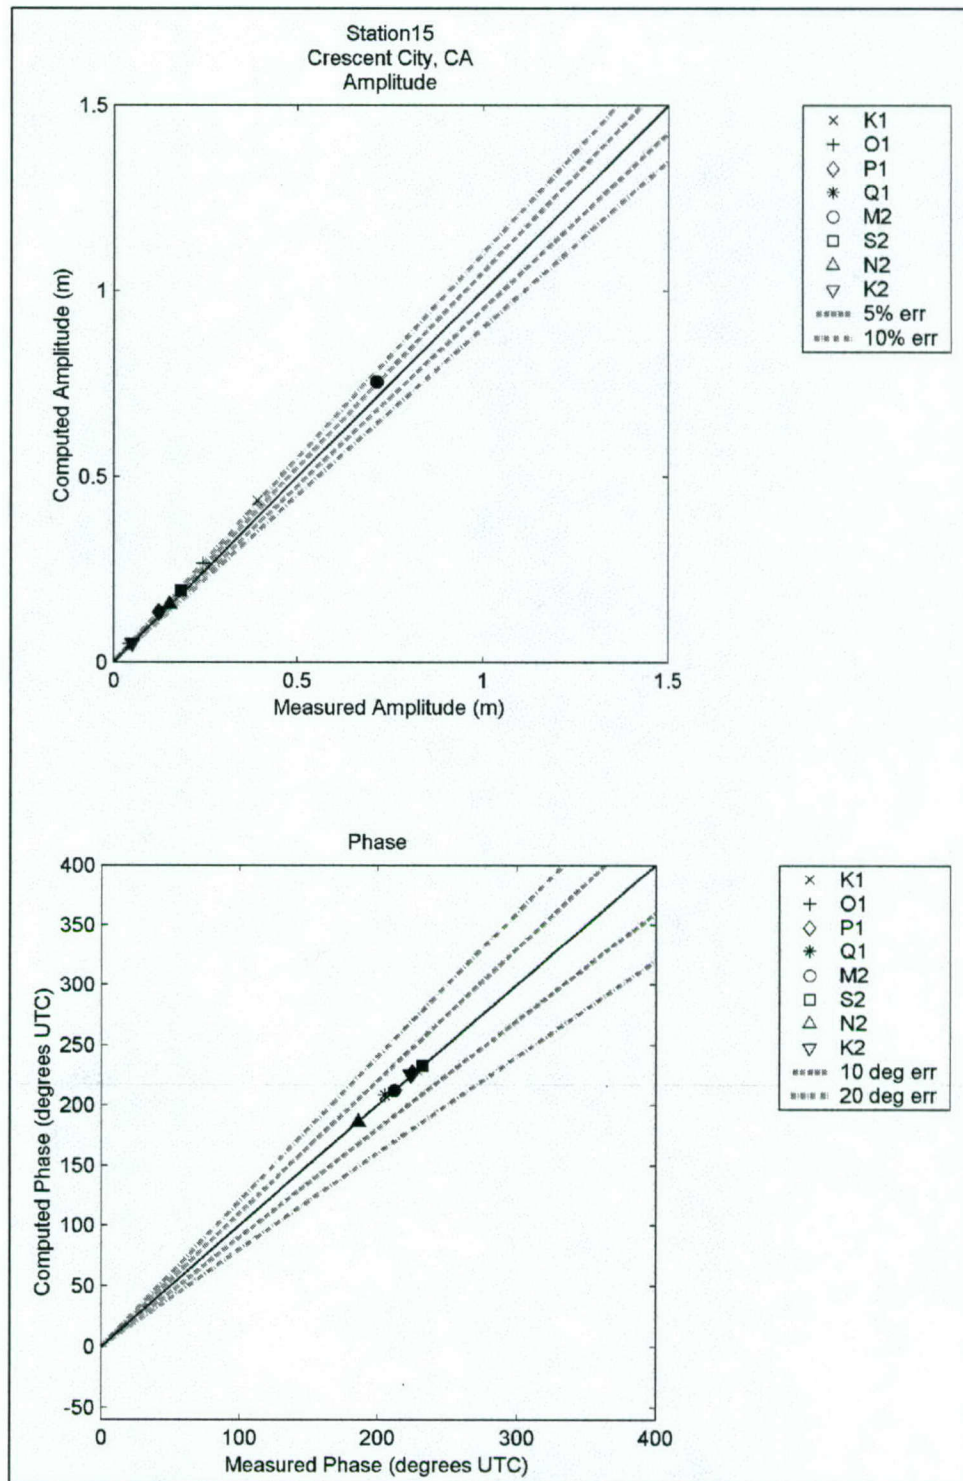 Station15
Crescent City, CA
Amplitude
1.5
1
0.5
0
Computed Amplitude (m)
0
0.5
1
1.5
Measured Amplitude (m)
K1
O1
P1
Q1
M2
S2
N2
K2
5% err
10% err
Phase
400
350
300
250
200
150
100
50
0
-50
Computed Phase (degrees UTC)
0
100
200
300
400
Measured Phase (degrees UTC)
K1
O1
P1
Q1
M2
S2
N2
K2
10 deg err
20 deg err